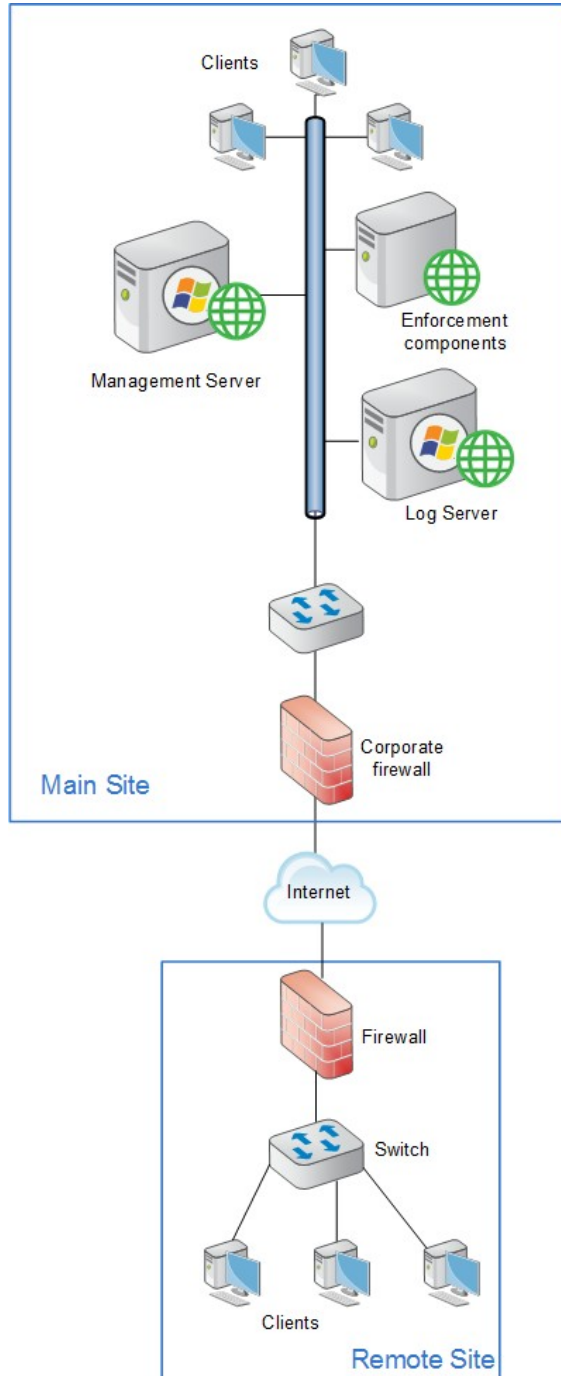 Clients
Enforcement
components
Management Server
Log Server
Corporate
firewall
Main Site
Internet
Firewall
Switch
Clients
Remote Site